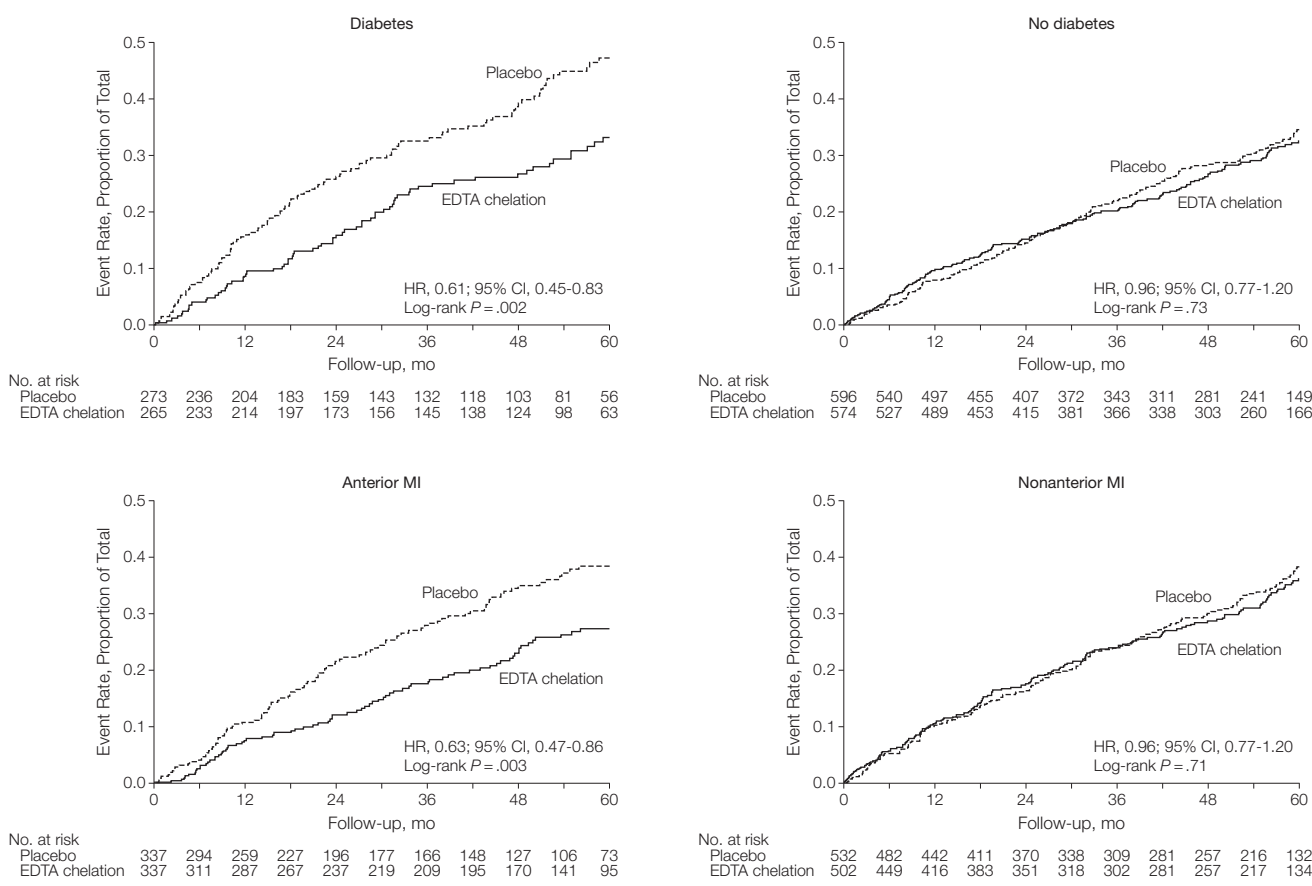 Diabetes
0.5
0.4
0.3
0.2
0.1
0.0
Event Rate, Proportion of Total
Placebo
EDTA chelation
HR, 0.61; 95% CI, 0.45-0.83
Log-rank P = .002
0 12 24 36 48 60
Follow-up, mo
No. at risk
Placebo 273 236 204 183 159 143 132 118 103 81 56
EDTA chelation 265 233 214 197 173 156 145 138 124 98 63
No diabetes
0.5
0.4
0.3
0.2
0.1
0.0
Event Rate, Proportion of Total
Placebo
EDTA chelation
HR, 0.96; 95% CI, 0.77-1.20
Log-rank P = .73
0 12 24 36 48 60
Follow-up, mo
No. at risk
Placebo 596 540 497 455 407 372 343 311 281 241 149
EDTA chelation 574 527 489 453 415 381 366 338 303 260 166
Anterior MI
0.5
0.4
0.3
0.2
0.1
0.0
Event Rate, Proportion of Total
Placebo
EDTA chelation
HR, 0.63; 95% CI, 0.47-0.86
Log-rank P = .003
0 12 24 36 48 60
Follow-up, mo
No. at risk
Placebo 337 294 259 227 196 177 166 148 127 106 73
EDTA chelation 337 311 287 267 237 219 209 195 170 141 95
Nonanterior MI
0.5
0.4
0.3
0.2
0.1
0.0
Event Rate, Proportion of Total
Placebo
EDTA chelation
HR, 0.96; 95% CI, 0.77-1.20
Log-rank P = .71
0 12 24 36 48 60
Follow-up, mo
No. at risk
Placebo 532 482 442 411 370 338 309 281 257 216 132
EDTA chelation 502 449 416 383 351 318 302 281 257 217 134